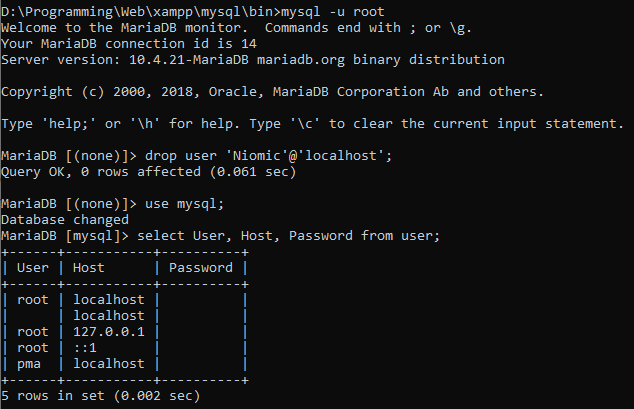 D:\Programming\Web\xampp\mysql\bin>mysql -u root
Welcome to the MariaDB monitor.  Commands end with ; or \g.
Your MariaDB connection id is 14
Server version: 10.4.21-MariaDB mariadb.org binary distribution

Copyright (c) 2000, 2018, Oracle, MariaDB Corporation Ab and others.

Type 'help;' or '\h' for help. Type '\c' to clear the current input statement.

MariaDB [(none)]> drop user 'Niomic'@'localhost';
Query OK, 0 rows affected (0.061 sec)

MariaDB [(none)]> use mysql;
Database changed
MariaDB [mysql]> select User, Host, Password from user;
+------+-----------+----------+
| User | Host      | Password |
+------+-----------+----------+
| root | localhost |          |
|      | localhost |          |
| root | 127.0.0.1 |          |
| root | ::1       |          |
| pma  | localhost |          |
+------+-----------+----------+
5 rows in set (0.002 sec)